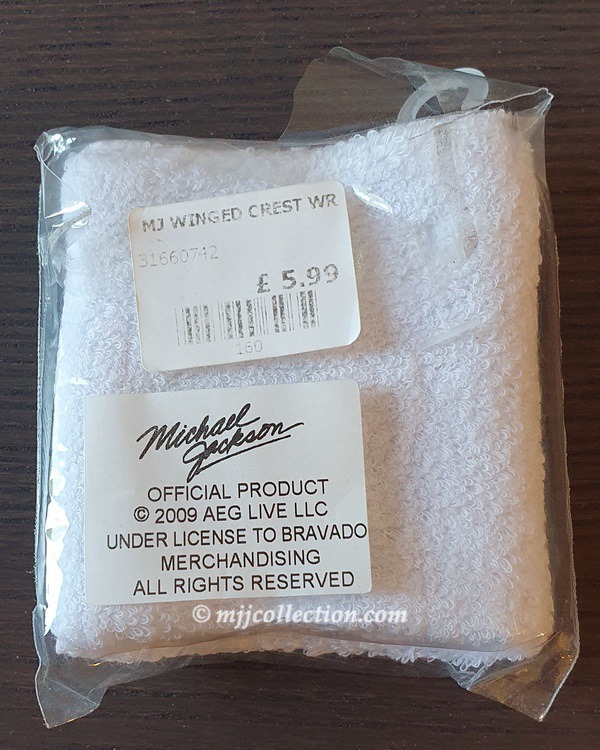 MJ WINGED CREST WR
31660742
£ 5.99
160
Michael
Jackson
OFFICIAL PRODUCT
© 2009 AEG LIVE LLC
UNDER LICENSE TO BRAVADO
MERCHANDISING
ALL RIGHTS RESERVED
© mjjcollection.com